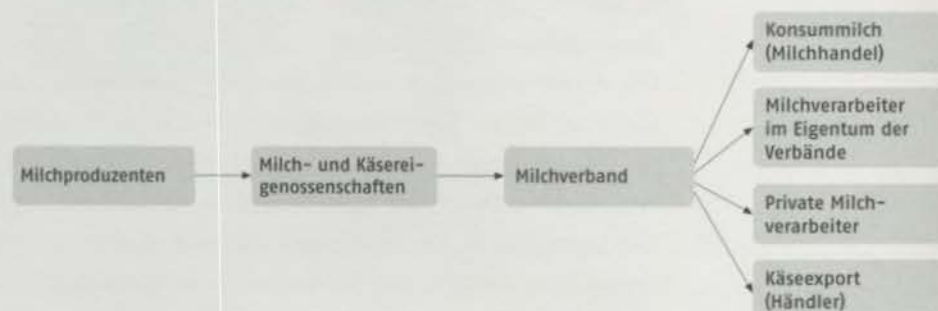 Milchproduzenten
Milch- und Käserei-
genossenschaften
Milchverband
Konsummilch
(Milchhandel)
Milchverarbeiter
im Eigentum der
Verbände
Private Milch-
verarbeiter
Käseexport
(Händler)